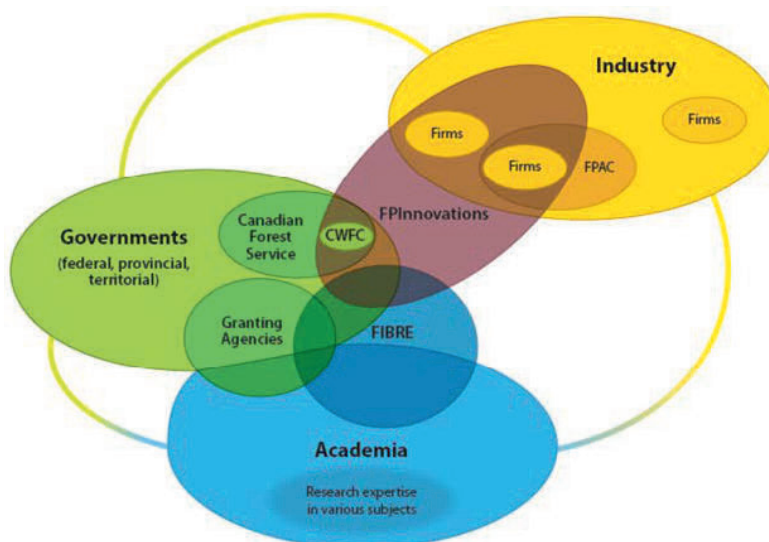 Industry
Firms
Firms
Firms
FPAC
FPInnovations
Canadian
Forest
Service
CWFC
Governments
(federal, provincial,
territorial)
Granting
Agencies
FIBRE
Academia
Research expertise
in various subjects